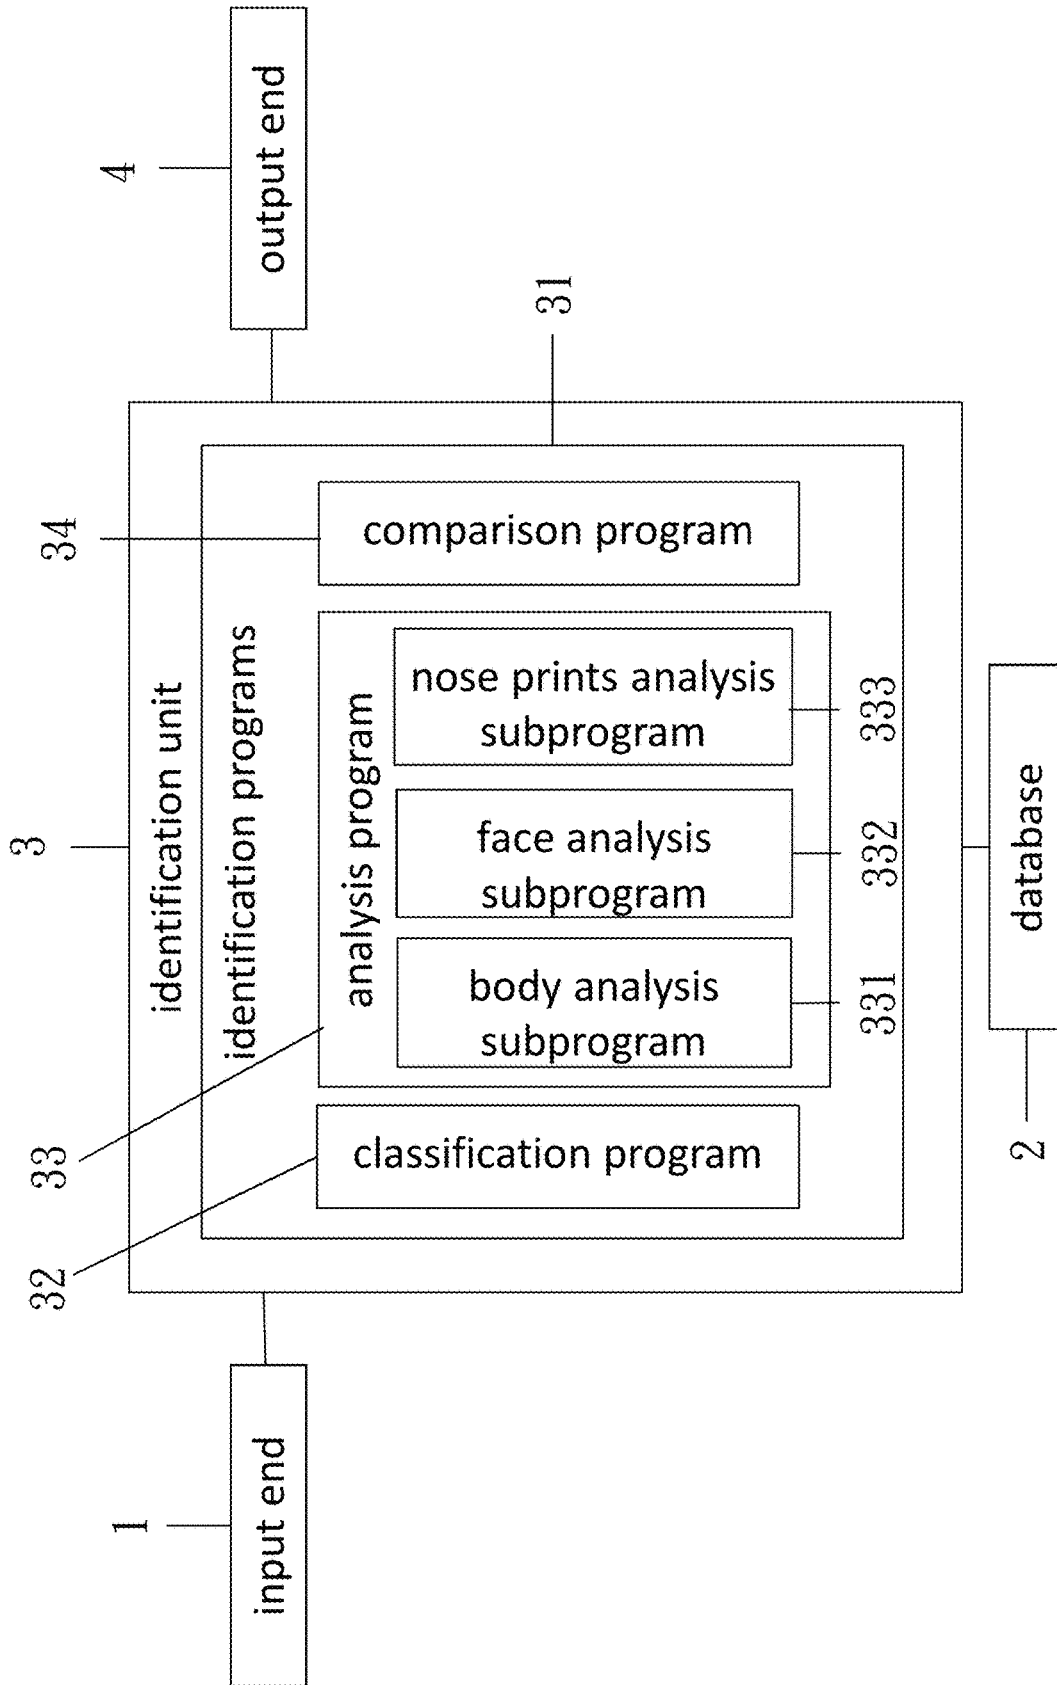 4
output end
31
34
comparison program
3
identification unit
identification programs
analysis program
nose prints analysis
subprogram
333
face analysis
subprogram
332
body analysis
subprogram
331
33
32
classification program
database
2
1
input end